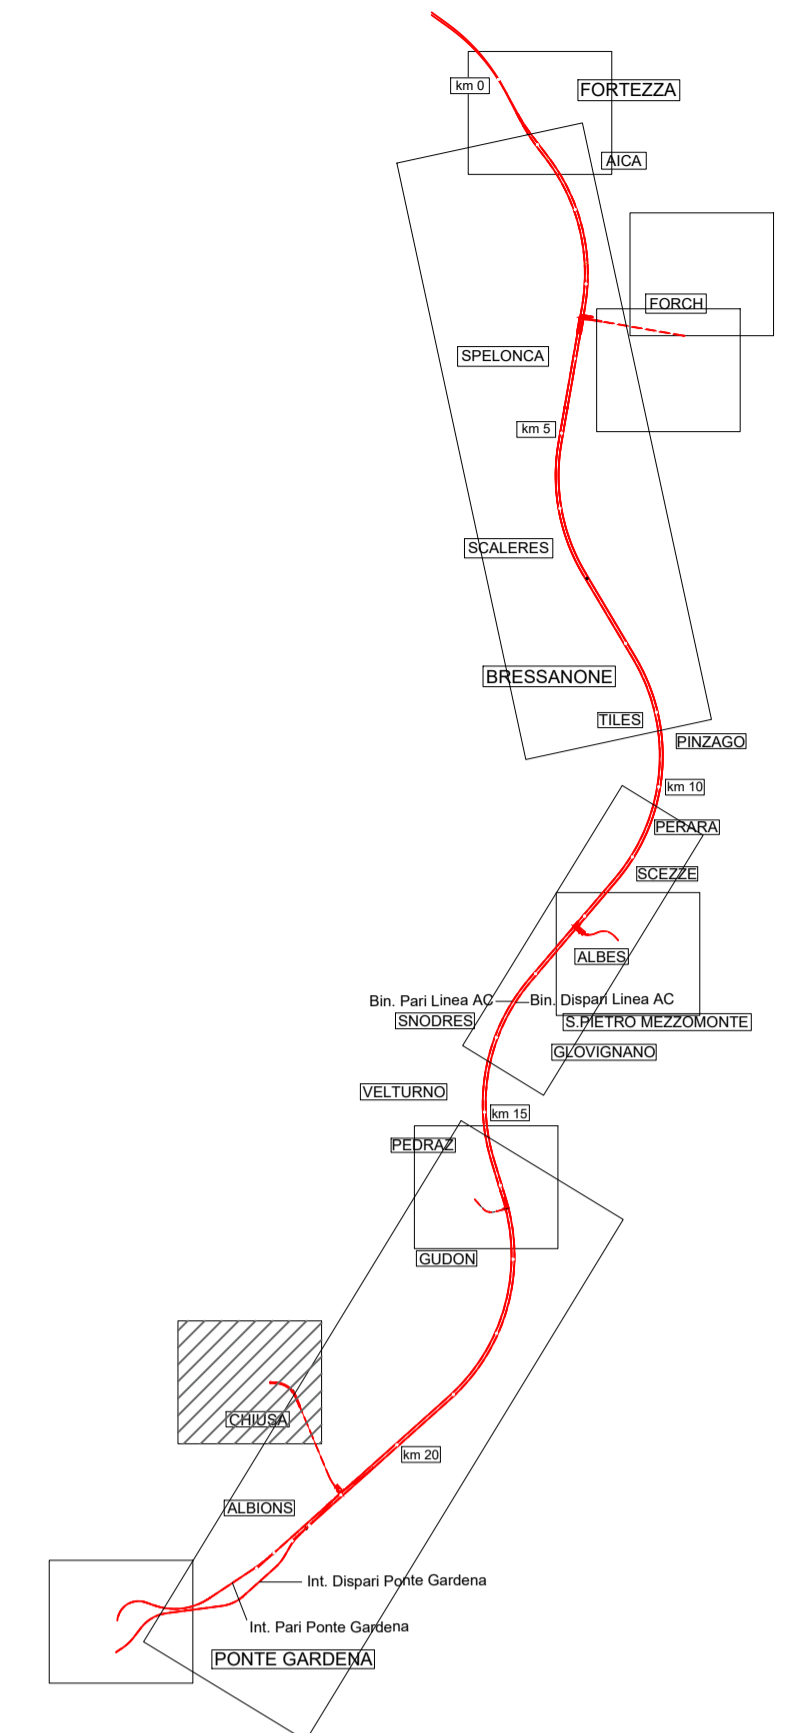 km 0
FORTEZZA
AICA
FORCH
SPELONCA
km 5
SCALERES
BRESSANONE
TILES
PINZAGO
km 10
PERARA
SCEZZE
ALBES
Bin. Pari Linea AC
Bin. Dispari Linea AC
SNODRES
S.PIETRO MEZZOMONTE
GLOVIGNANO
VELTURNO
km 15
PEDRAZ
GUDON
CHIUSA
km 20
ALBIONS
Int. Dispari Ponte Gardena
Int. Pari Ponte Gardena
PONTE GARDENA